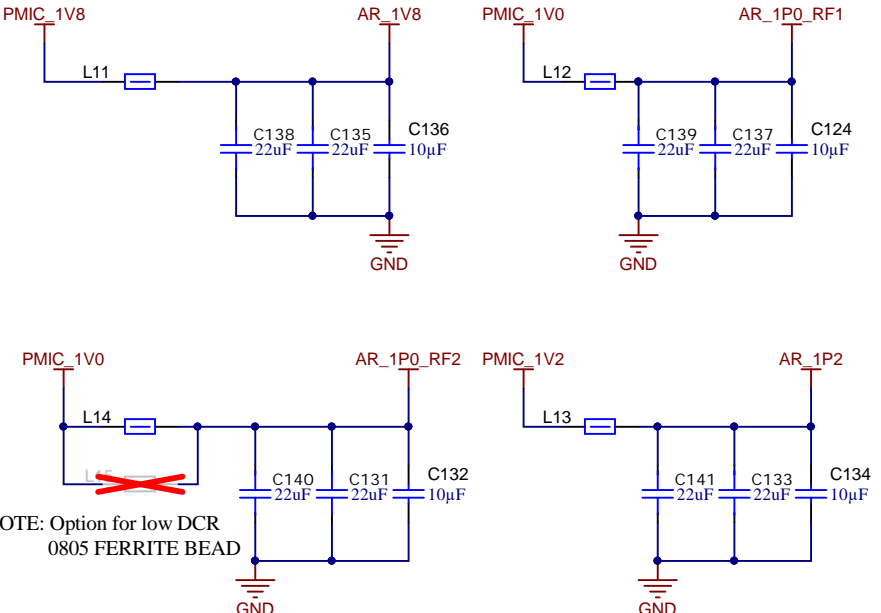 PMIC_1V8
AR_1V8
PMIC_1V0
AR_1P0_RF1
L11
L12
C138
22uF
C135
22uF
C136
10µF
C139
22uF
C137
22uF
C124
10µF
GND
GND
PMIC_1V0
AR_1P0_RF2
PMIC_1V2
AR_1P2
L14
L13
L15
C140
22uF
C131
22uF
C132
10µF
C141
22uF
C133
22uF
C134
10µF
OTE: Option for low DCR
0805 FERRITE BEAD
GND
GND